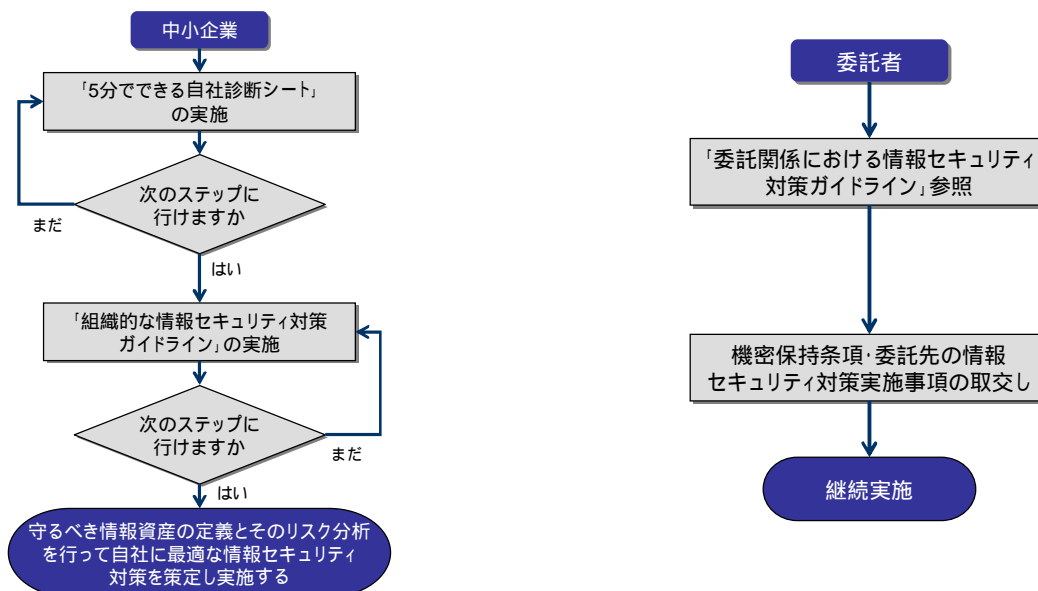 中小企業
「5分でできる自社診断シート」
の実施
次のステップに
行けますか
まだ
はい
「組織的な情報セキュリティ対策
ガイドライン」の実施
次のステップに
行けますか
まだ
はい
守るべき情報資産の定義とそのリスク分析
を行って自社に最適な情報セキュリティ
対策を策定し実施する
委託者
「委託関係における情報セキュリティ
対策ガイドライン」参照
機密保持条項・委託先の情報
セキュリティ対策実施事項の取交し
継続実施